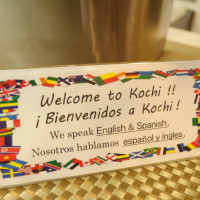 Welcome to Kochi !!
¡ Bienvenidos a Kochi !
We speak English & Spanish,
Nosotros hablamos español y ingles,